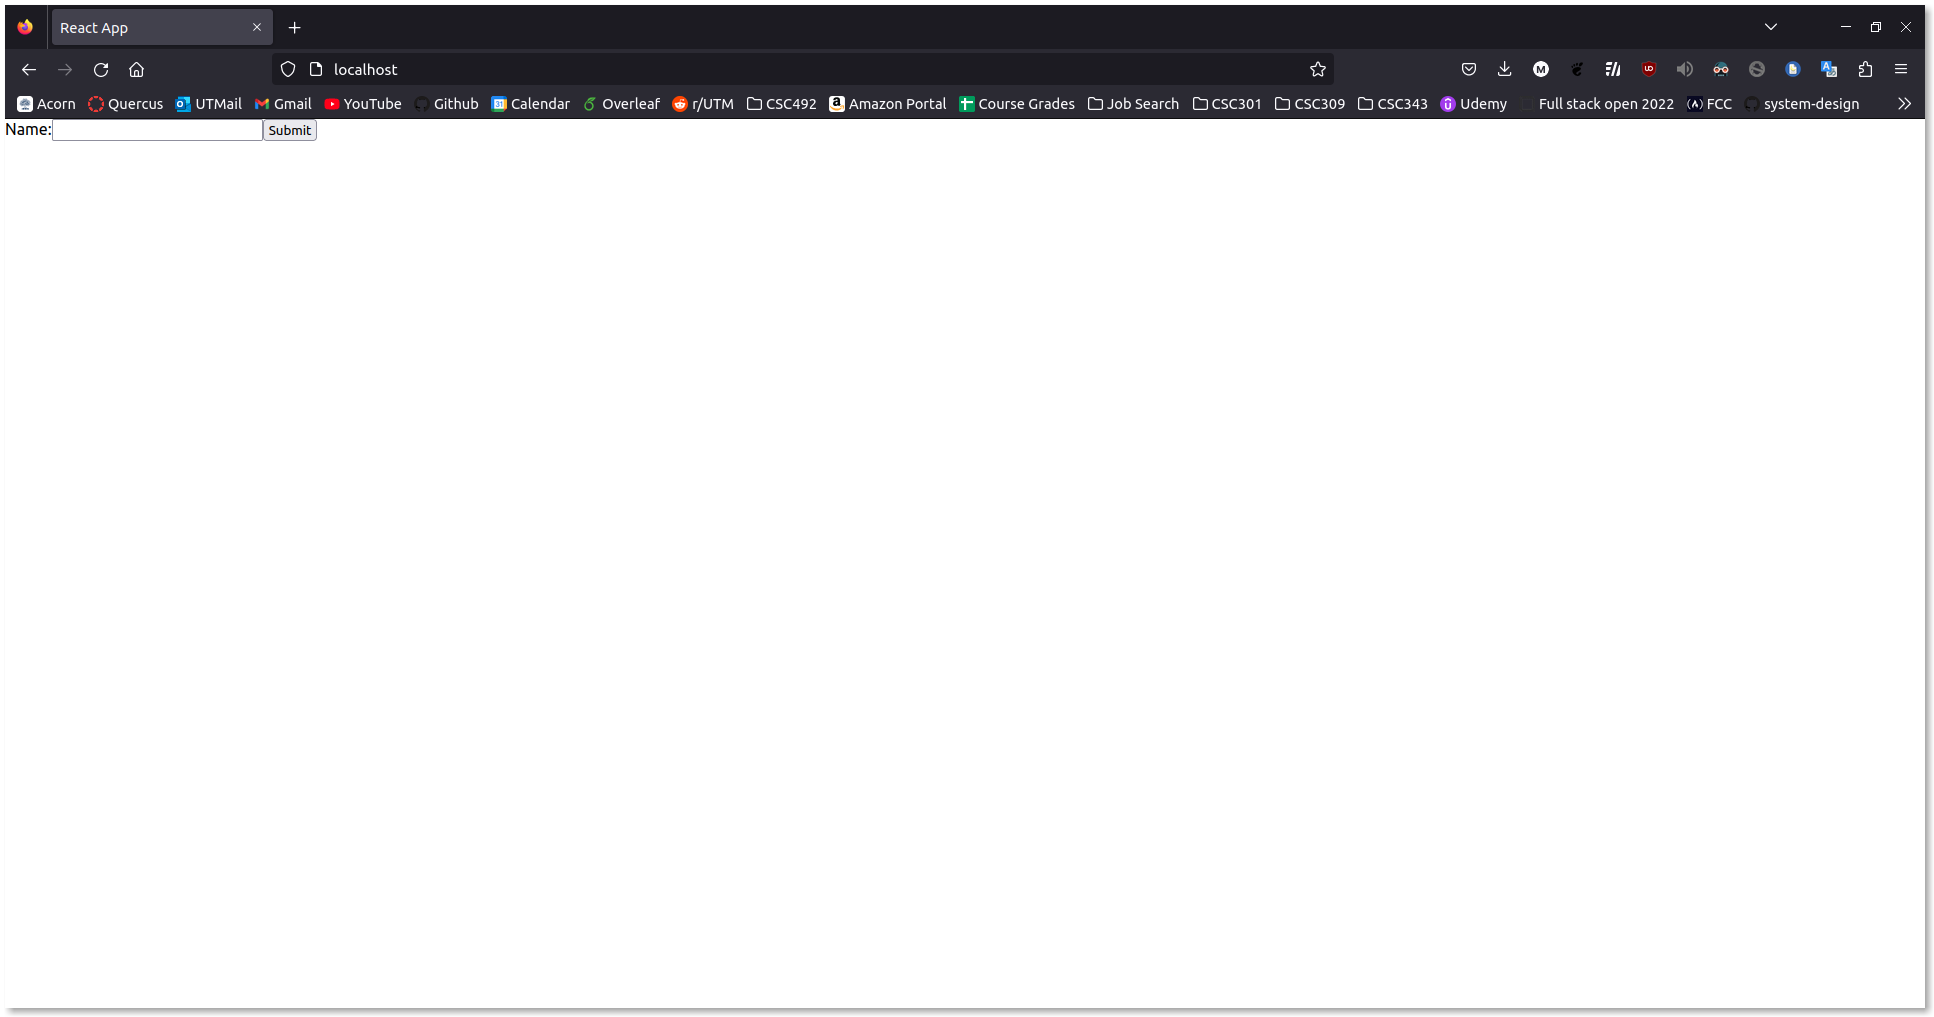 React App
localhost
Acorn Quercus UTMail Gmail YouTube Github Calendar Overleaf r/UTM CSC492 Amazon Portal Course Grades Job Search CSC301 CSC309 CSC343 Udemy Full stack open 2022 FCC system-design
Name: Submit